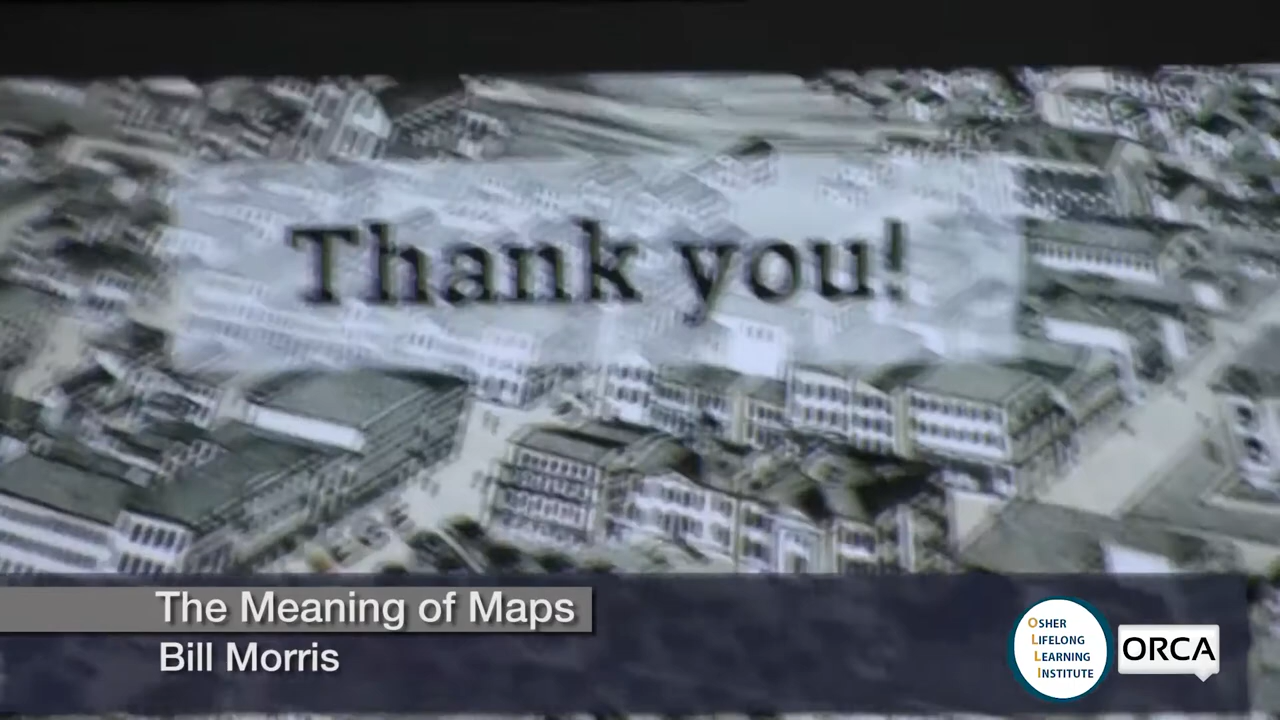 Thank you!
The Meaning of Maps
Bill Morris
OSHER
LIFELONG
LEARNING
INSTITUTE
ORCA